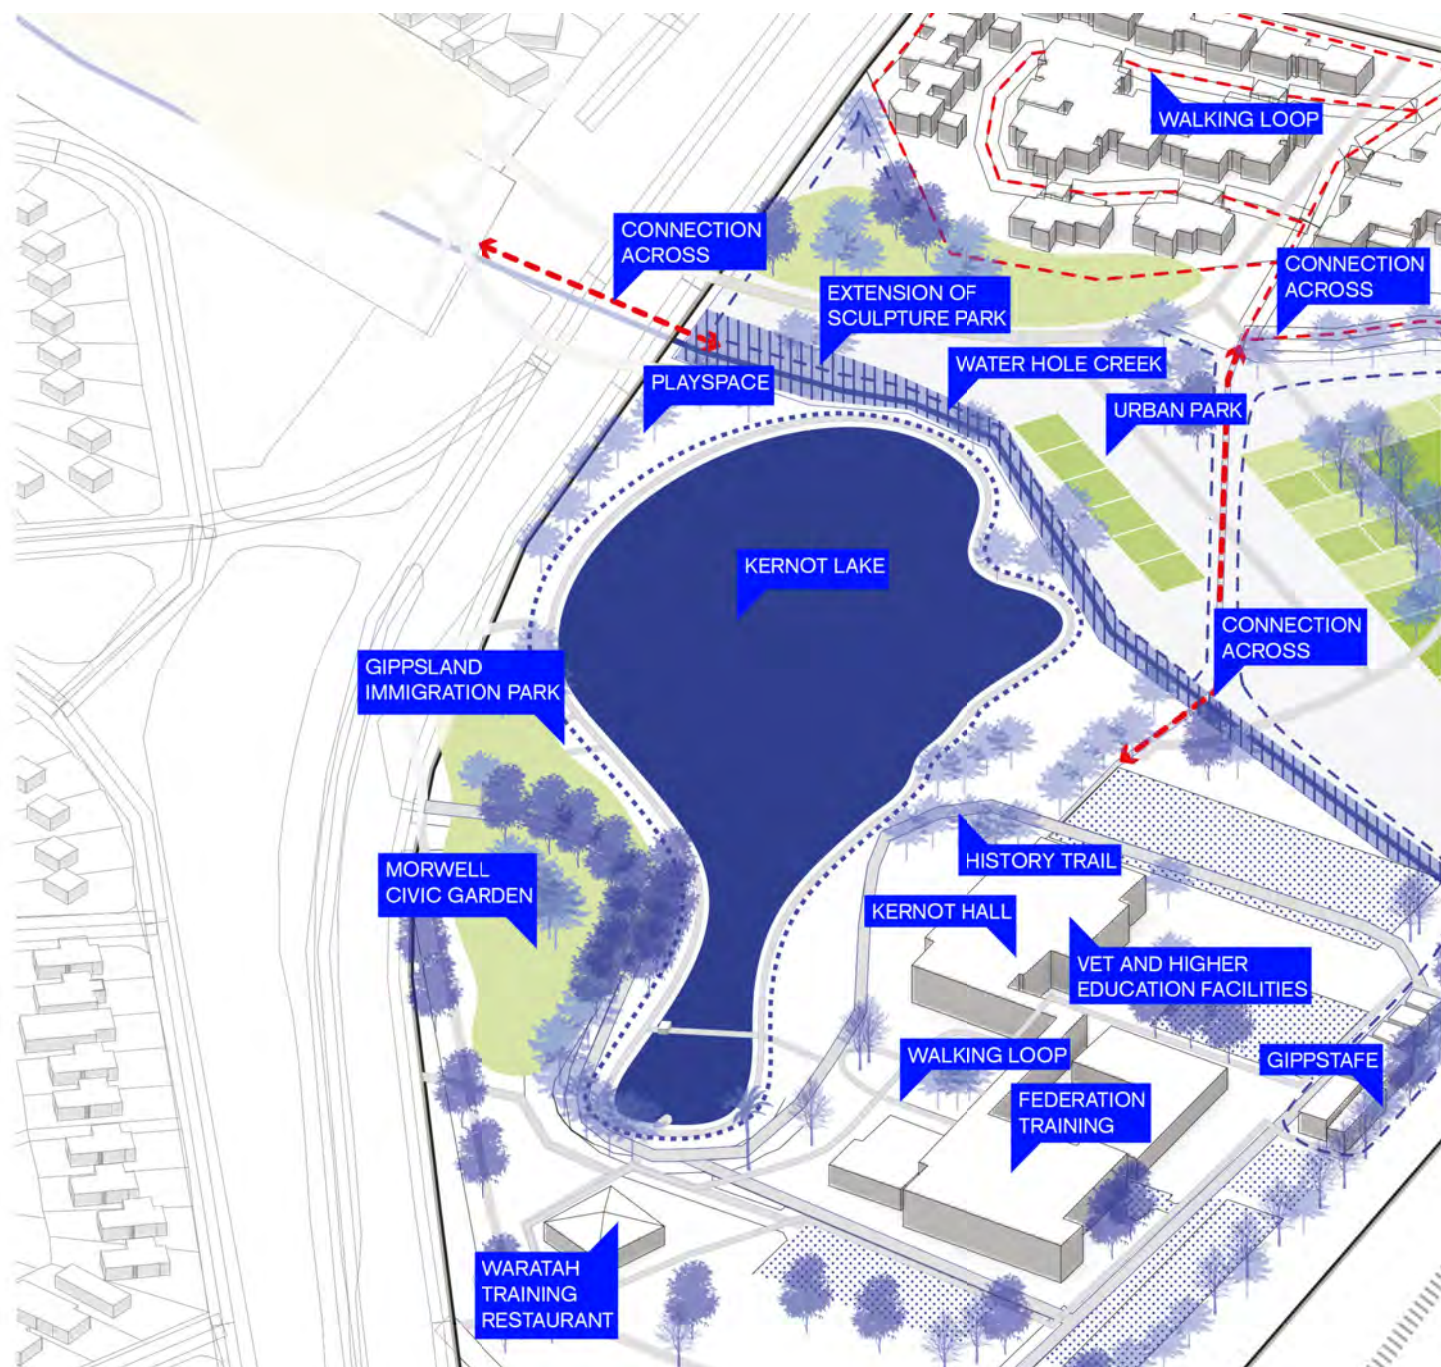 WALKING LOOP
CONNECTION
ACROSS
CONNECTION
ACROSS
EXTENSION OF
SCULPTURE PARK
WATER HOLE CREEK
PLAYSPACE
URBAN PARK
KERNOT LAKE
CONNECTION
ACROSS
GIPPSLAND
IMMIGRATION PARK
HISTORY TRAIL
MORWELL
CIVIC GARDEN
KERNOT HALL
VET AND HIGHER
EDUCATION FACILITIES
WALKING LOOP
GIPPSTAFE
FEDERATION
TRAINING
WARATAH
TRAINING
RESTAURANT